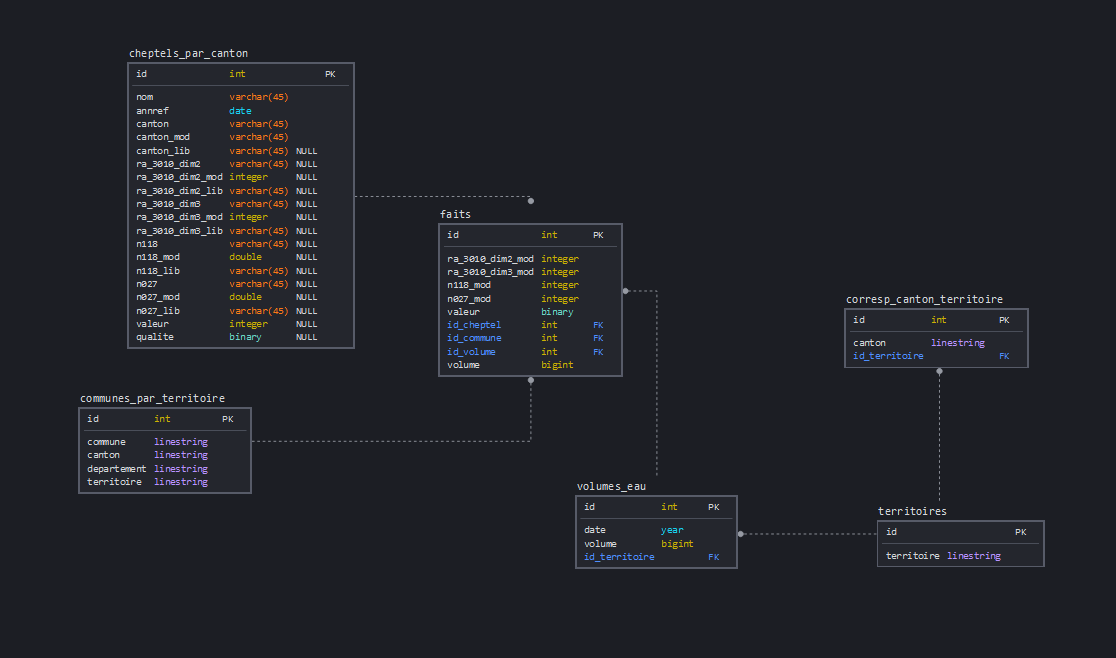 cheptels_par_canton
id int PK
nom varchar(45)
annref date
canton varchar(45)
canton_mod varchar(45)
canton_lib varchar(45) NULL
ra_3010_dim2 varchar(45) NULL
ra_3010_dim2_mod integer NULL
ra_3010_dim2_lib varchar(45) NULL
ra_3010_dim3 varchar(45) NULL
ra_3010_dim3_mod integer NULL
ra_3010_dim3_lib varchar(45) NULL
n118 varchar(45) NULL
n118_mod double NULL
n118_lib varchar(45) NULL
n027 varchar(45) NULL
n027_mod double NULL
n027_lib varchar(45) NULL
valeur integer NULL
qualite binary NULL
faits
id int PK
ra_3010_dim2_mod integer
ra_3010_dim3_mod integer
n118_mod integer
n027_mod integer
valeur binary
id_cheptel int FK
id_commune int FK
id_volume int FK
volume bigint
corresp_canton_territoire
id int PK
canton linestring
id_territoire FK
communes_par_territoire
id int PK
commune linestring
canton linestring
departement linestring
territoire linestring
volumes_eau
id int PK
date year
volume bigint
id_territoire FK
territoires
id PK
territoire linestring